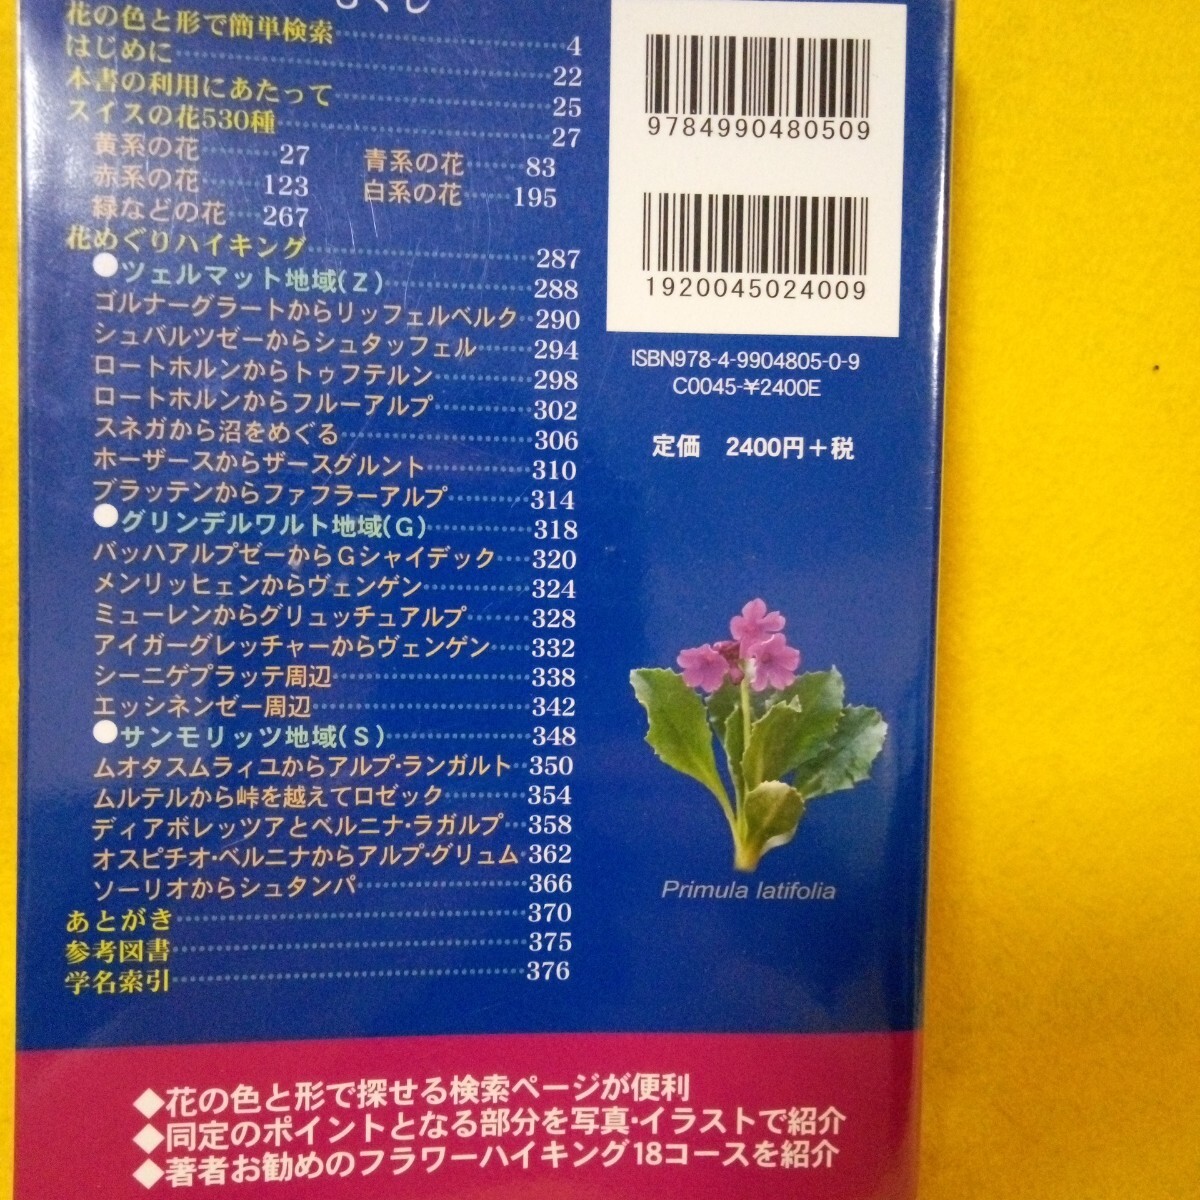 もくじ
花の色と形で簡単検索 4
はじめに 22
本書の利用にあたって 25
スイスの花530種 27
黄系の花 27 青系の花 83
赤系の花 123 白系の花 195
緑などの花 267
花めぐりハイキング 287
●ツェルマット地域(Z) 288
ゴルナーグラートからリッフェルベルク 290
シュバルツゼーからシュタッフェル 294
ロートホルンからトゥフテルン 298
ロートホルンからフルーアルプ 302
スネガから沼をめぐる 306
ホーザースからザースグルント 310
ブラッテンからファフラーアルプ 314
●グリンデルワルト地域(G) 318
バッハアルプゼーからGシャイデック 320
メンリッヒェンからヴェンゲン 324
ミューレンからグリュッチュアルプ 328
アイガーグレッチャーからヴェンゲン 332
シーニゲプラッテ周辺 338
エッシネンゼー周辺 342
●サンモリッツ地域(S) 348
ムオタスムライユからアルプ・ランガルト 350
ムルテルから峠を越えてロゼック 354
ディアボレッツアとベルニナ・ラガルプ 358
オスピチオ・ベルニナからアルプ・グリュム 362
ソーリオからシュタンパ 366
あとがき 370
参考図書 375
学名索引 376
9784990480509
1920045024009
ISBN978-4-9904805-0-9
C0045-¥2400E
定価 2400円+税
Primula latifolia
◆花の色と形で探せる検索ページが便利
◆同定のポイントとなる部分を写真・イラストで紹介
◆著者お勧めのフラワーハイキング18コースを紹介